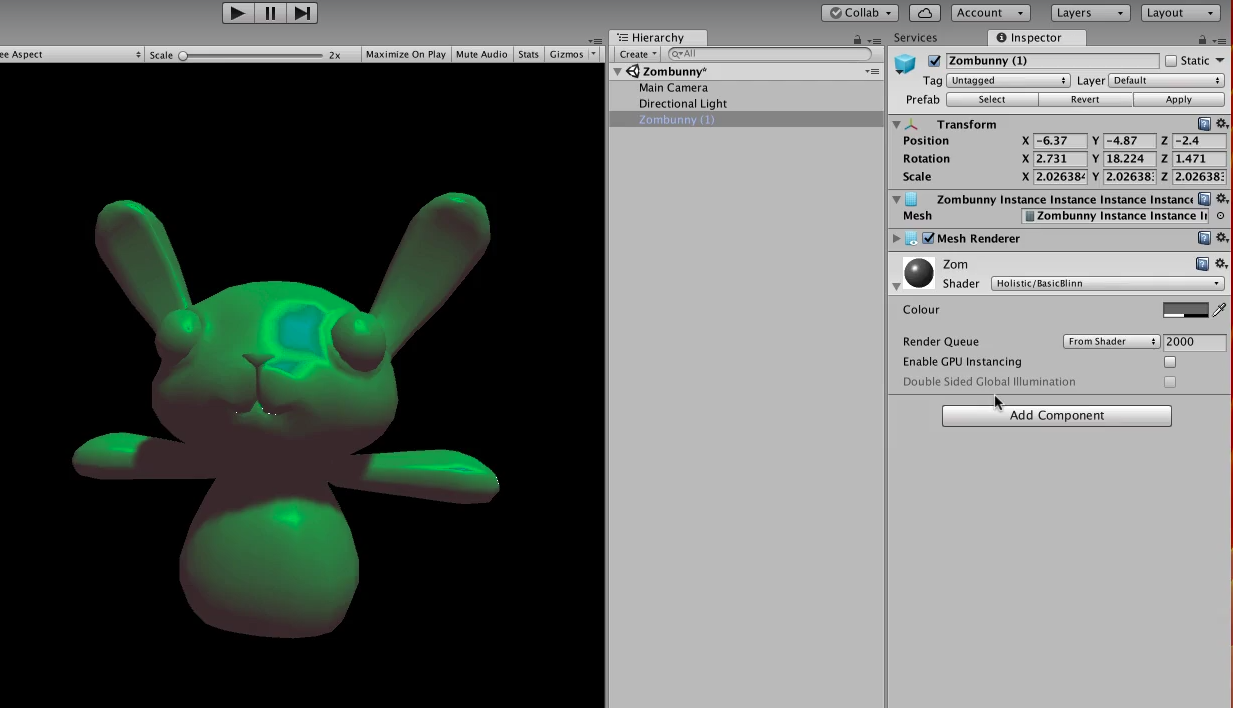 Collab Account Layers Layout
Hierarchy Services Inspector
ee Aspect Scale 2x Maximize On Play Mute Audio Stats Gizmos Create All
Zombunny*
Main Camera
Directional Light
Zombunny (1)
Zombunny (1) Static
Tag Untagged Layer Default
Prefab Select Revert Apply
Transform
Position X -6.37 Y -4.87 Z -2.4
Rotation X 2.731 Y 18.224 Z 1.471
Scale X 2.026384 Y 2.02638 Z 2.02638
Zombunny Instance Instance Instance Instance
Mesh Zombunny Instance Instance I
Mesh Renderer
Zom
Shader Holistic/BasicBlinn
Colour
Render Queue From Shader 2000
Enable GPU Instancing
Double Sided Global Illumination
Add Component